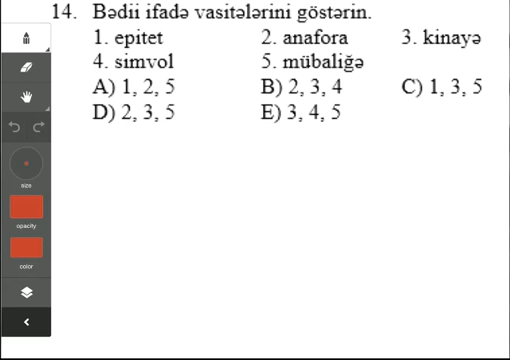 14. Bədii ifadə vasitələrini göstərin.
1. epitet 2. anafora 3. kinayə
4. simvol 5. mübaliğə
A) 1, 2, 5 B) 2, 3, 4 C) 1, 3, 5
D) 2, 3, 5 E) 3, 4, 5
size
opacity
color